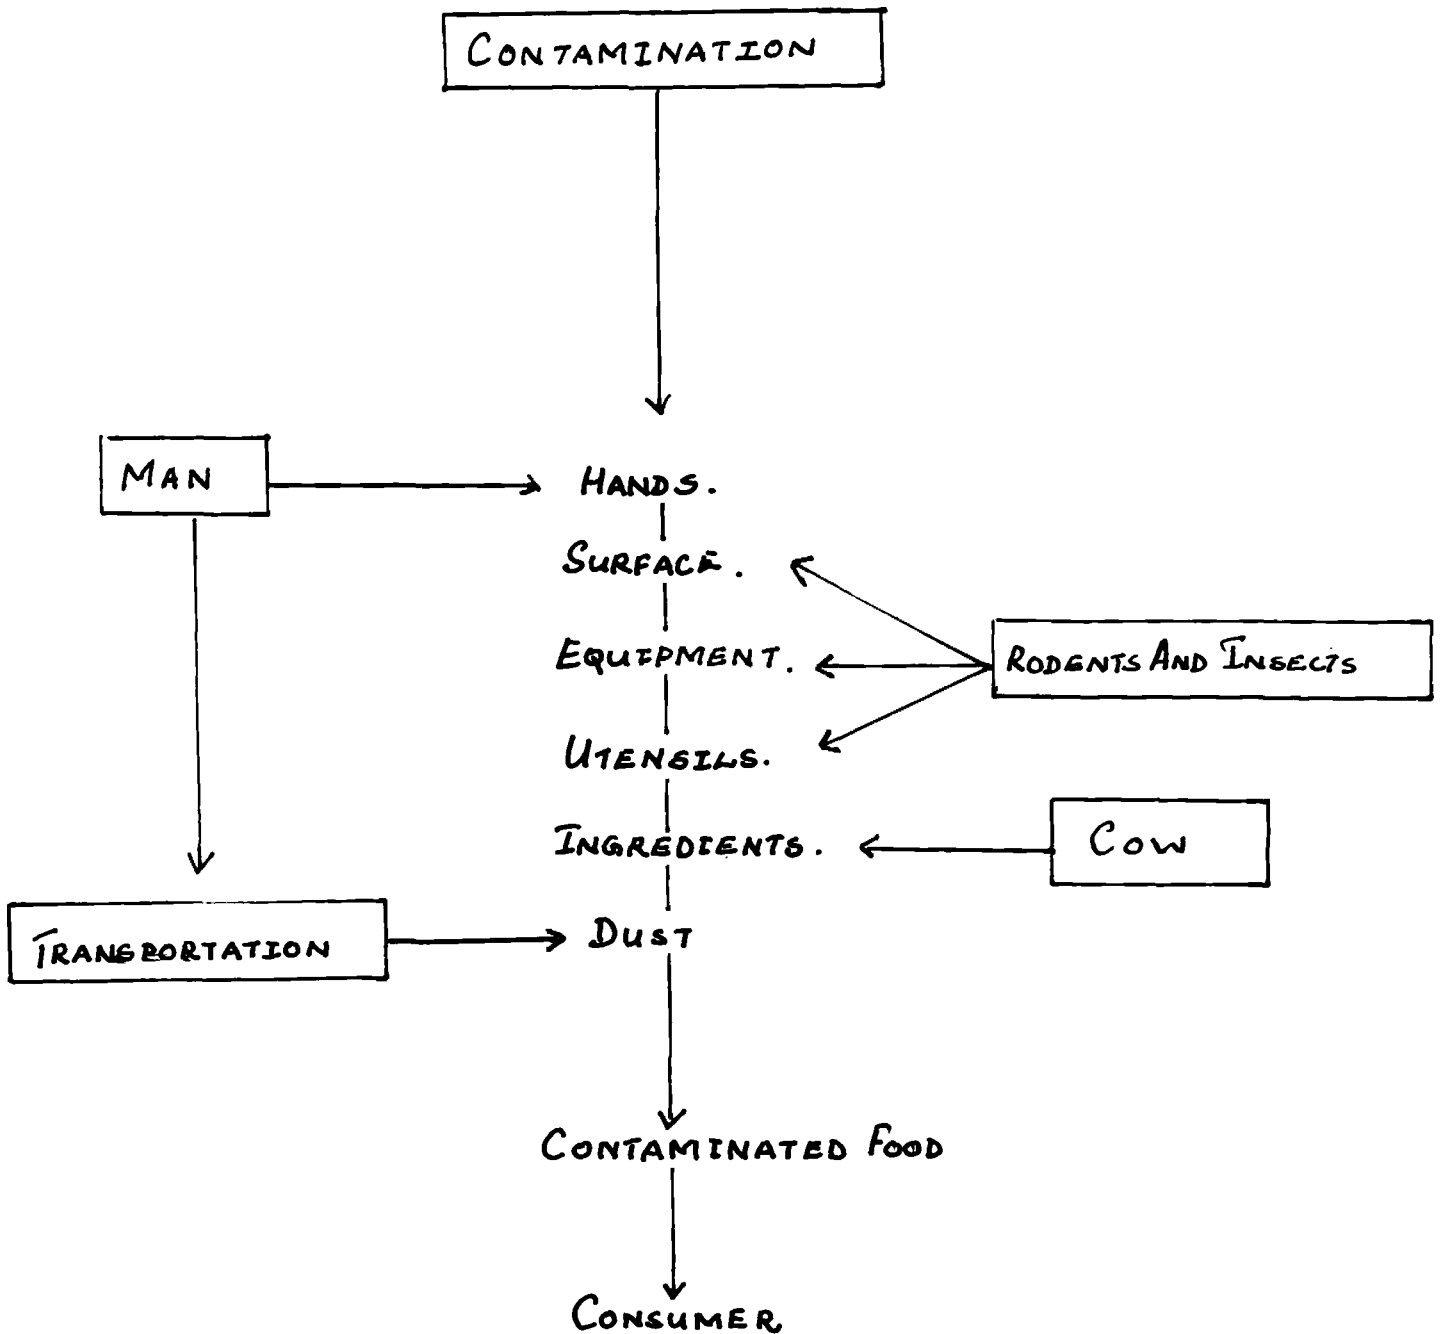 CONTAMINATION
MAN
HANDS.
SURFACE.
EQUIPMENT.
RODENTS AND INSECTS
UTENSILS.
INGREDIENTS.
COW
TRANSPORTATION
DUST
CONTAMINATED FOOD
CONSUMER